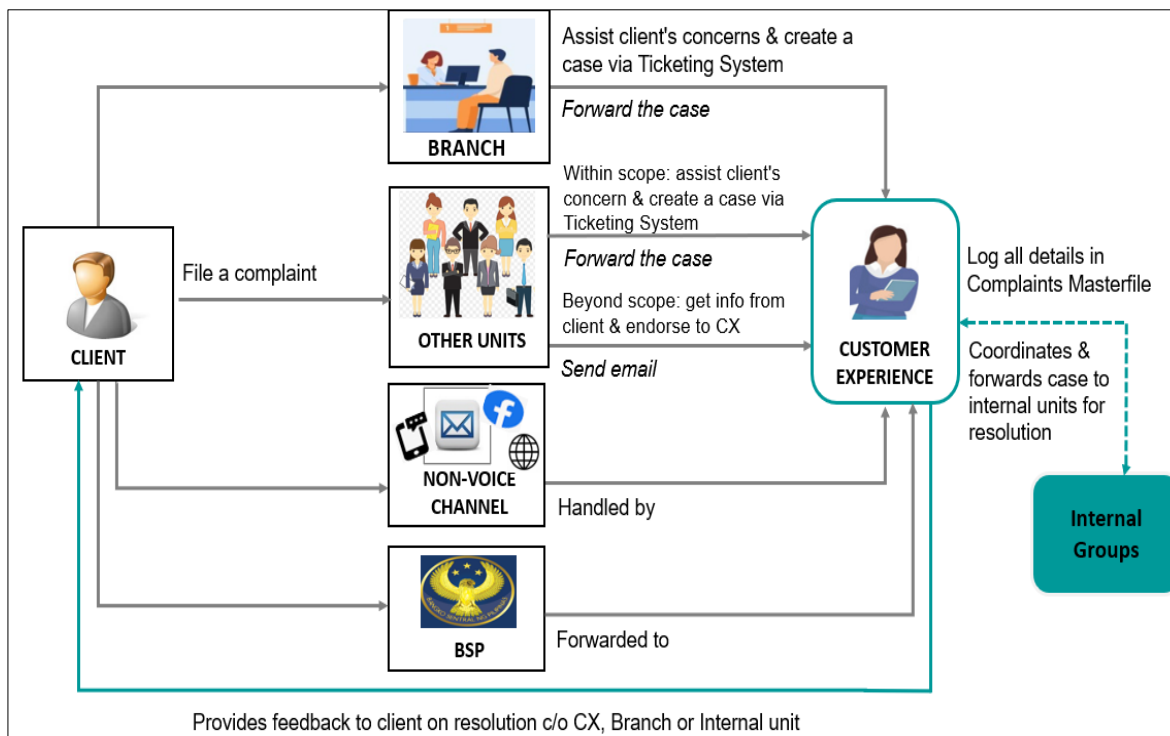 Assist client's concerns & create a
case via Ticketing System
Forward the case
BRANCH
Within scope: assist client's
concern & create a case via
Ticketing System
Forward the case
Beyond scope: get info from
client & endorse to CX
Send email
OTHER UNITS
File a complaint
CLIENT
CUSTOMER
EXPERIENCE
Log all details in
Complaints Masterfile
Coordinates &
forwards case to
internal units for
resolution
NON-VOICE
CHANNEL
Handled by
Internal
Groups
BANGKO SENTRAL NG PILIPINAS
BSP
Forwarded to
Provides feedback to client on resolution c/o CX, Branch or Internal unit